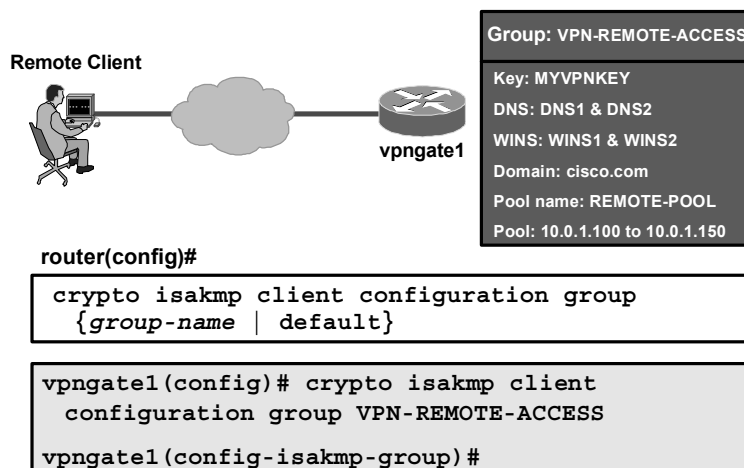 Remote Client
vpngate1
Group: VPN-REMOTE-ACCESS
Key: MYVPNKEY
DNS: DNS1 & DNS2
WINS: WINS1 & WINS2
Domain: cisco.com
Pool name: REMOTE-POOL
Pool: 10.0.1.100 to 10.0.1.150
router(config)#
crypto isakmp client configuration group
{group-name | default}
vpngate1(config)# crypto isakmp client
configuration group VPN-REMOTE-ACCESS
vpngate1(config-isakmp-group)#